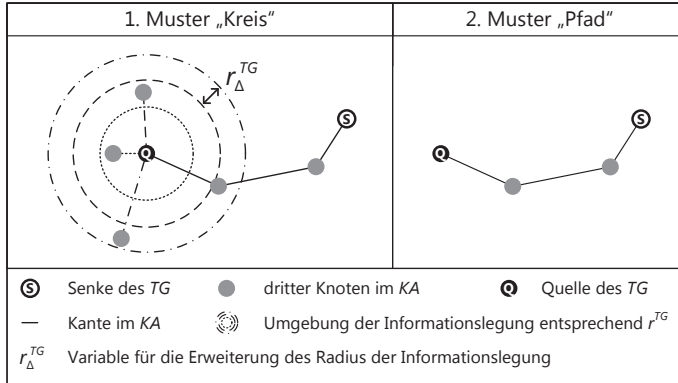 1. Muster „Kreis“
2. Muster „Pfad“
r_Δ^TG
S
S
Q
Q
S Senke des TG
dritter Knoten im KA
Q Quelle des TG
Kante im KA
Umgebung der Informationslegung entsprechend r^TG
r_Δ^TG Variable für die Erweiterung des Radius der Informationslegung